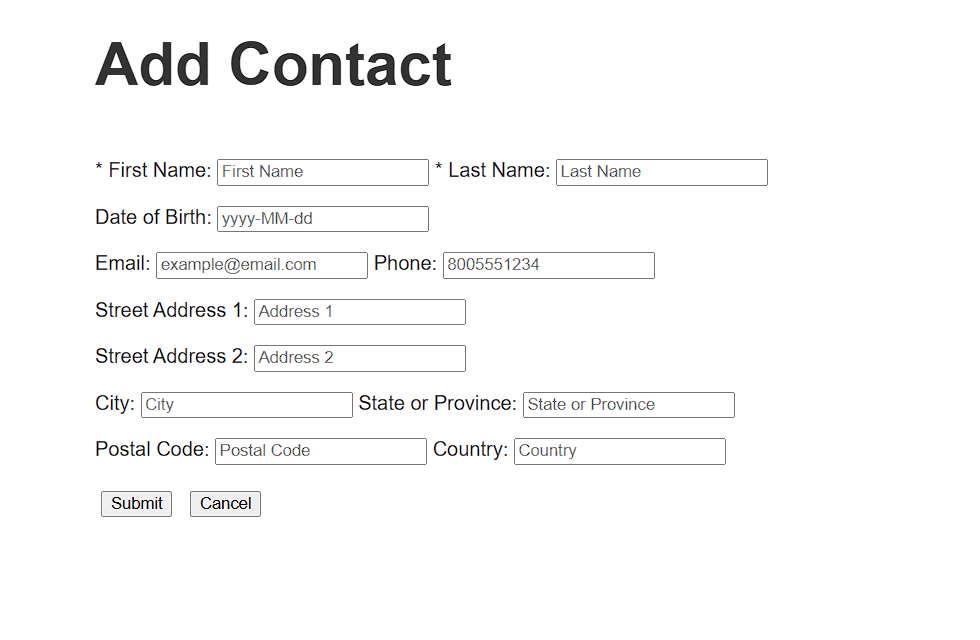 Add Contact
* First Name: First Name * Last Name: Last Name
Date of Birth: yyyy-MM-dd
Email: example@email.com Phone: 8005551234
Street Address 1: Address 1
Street Address 2: Address 2
City: City State or Province: State or Province
Postal Code: Postal Code Country: Country
Submit Cancel